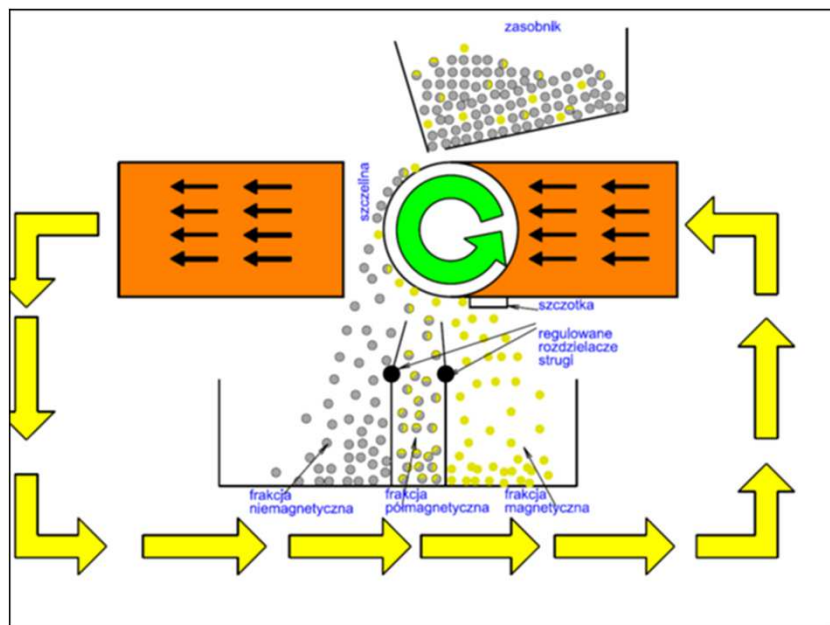 zasobnik
szczelina
szczotka
regulowane
rozdzielacze
strugi
frakcja
niemagnetyczna
frakcja
półmagnetyczna
frakcja
magnetyczna